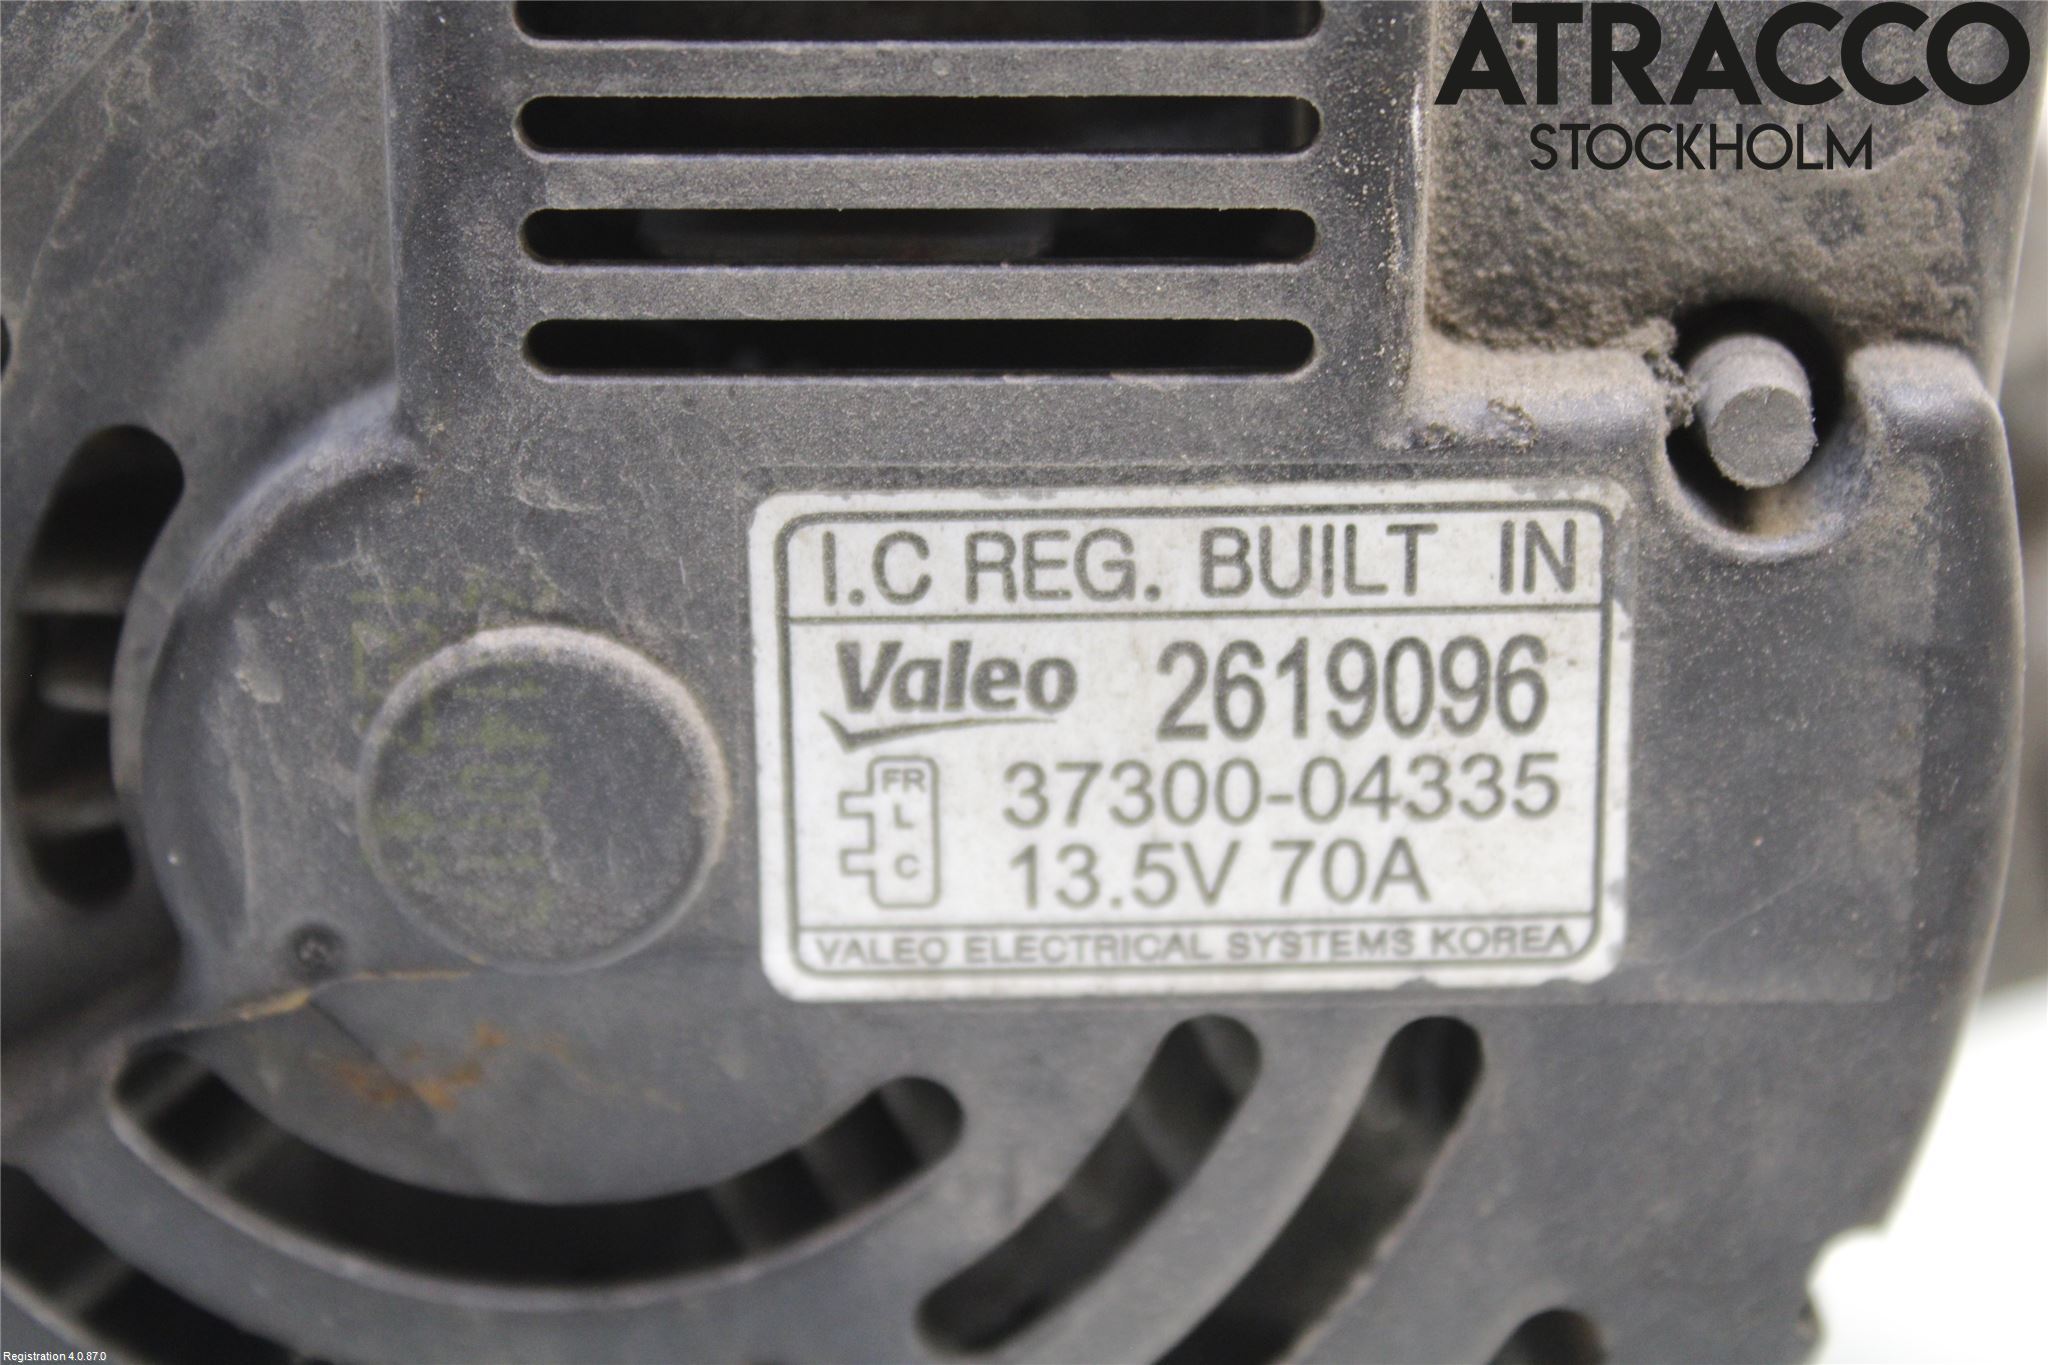 ATRACCO
STOCKHOLM
I.C REG. BUILT IN
Valeo 2619096
FR
L
C
37300-04335
13.5V 70A
VALEO ELECTRICAL SYSTEMS KOREA
Registration 4.0.87.0